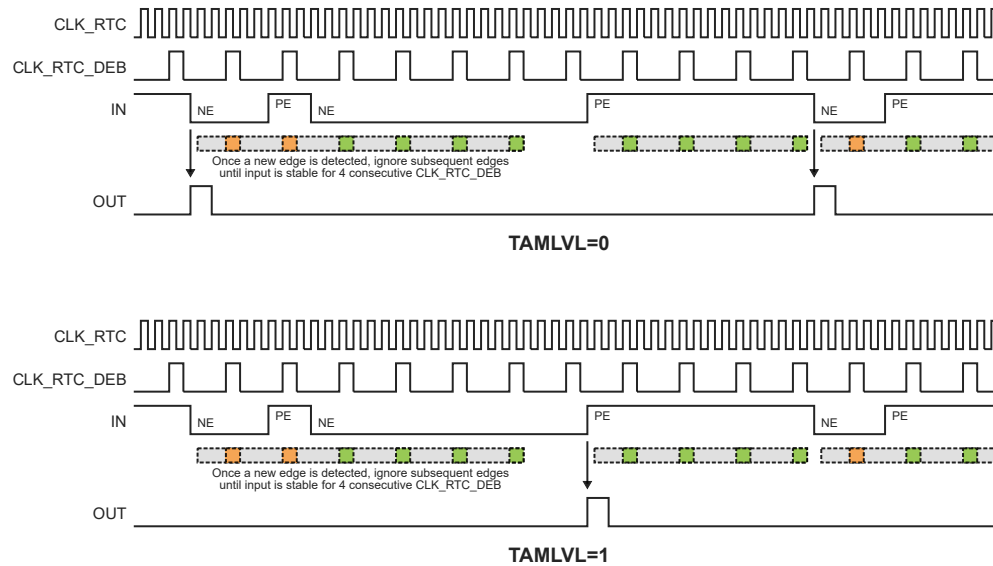 CLK_RTC
CLK_RTC_DEB
IN
NE
PE
NE
PE
NE
PE
Once a new edge is detected, ignore subsequent edges
until input is stable for 4 consecutive CLK_RTC_DEB
OUT
TAMLVL=0
CLK_RTC
CLK_RTC_DEB
IN
NE
PE
NE
PE
NE
PE
Once a new edge is detected, ignore subsequent edges
until input is stable for 4 consecutive CLK_RTC_DEB
OUT
TAMLVL=1